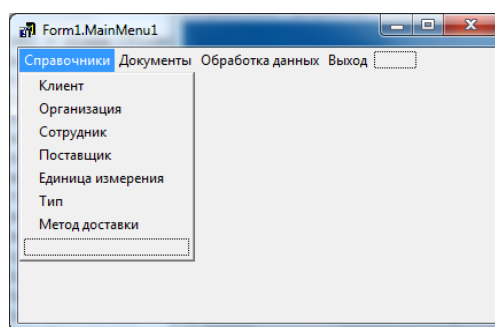 Form1.MainMenu1
Справочники Документы Обработка данных Выход
Клиент
Организация
Сотрудник
Поставщик
Единица измерения
Тип
Метод доставки